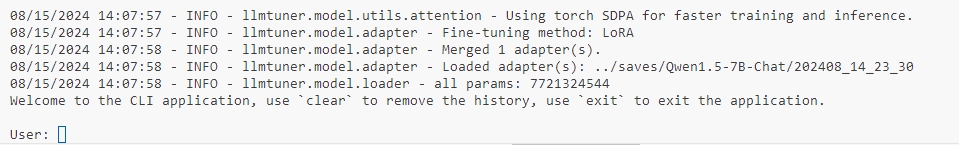 08/15/2024 14:07:57 - INFO - llmtuner.model.utils.attention - Using torch SDPA for faster training and inference.
08/15/2024 14:07:57 - INFO - llmtuner.model.adapter - Fine-tuning method: LoRA
08/15/2024 14:07:58 - INFO - llmtuner.model.adapter - Merged 1 adapter(s).
08/15/2024 14:07:58 - INFO - llmtuner.model.adapter - Loaded adapter(s): ../saves/Qwen1.5-7B-Chat/202408_14_23_30
08/15/2024 14:07:58 - INFO - llmtuner.model.loader - all params: 7721324544
Welcome to the CLI application, use `clear` to remove the history, use `exit` to exit the application.
User: